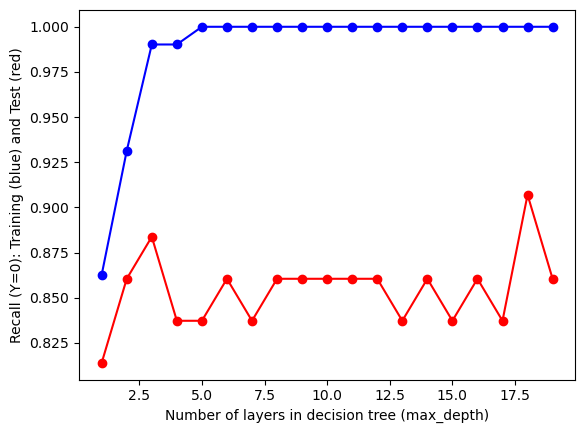 Recall (Y=0): Training (blue) and Test (red)
1.000
0.975
0.950
0.925
0.900
0.875
0.850
0.825
2.5 5.0 7.5 10.0 12.5 15.0 17.5
Number of layers in decision tree (max_depth)